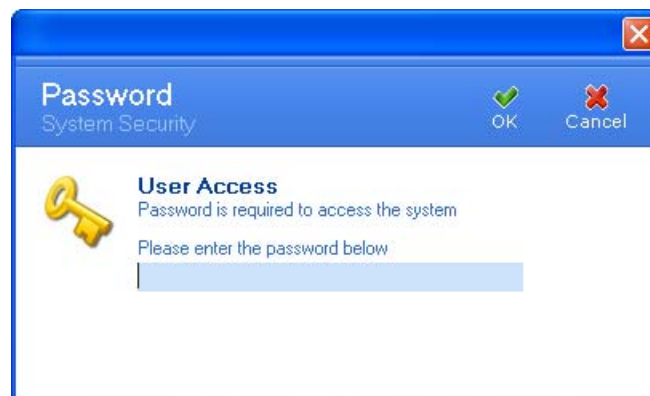 Password
System Security
OK
Cancel
User Access
Password is required to access the system
Please enter the password below